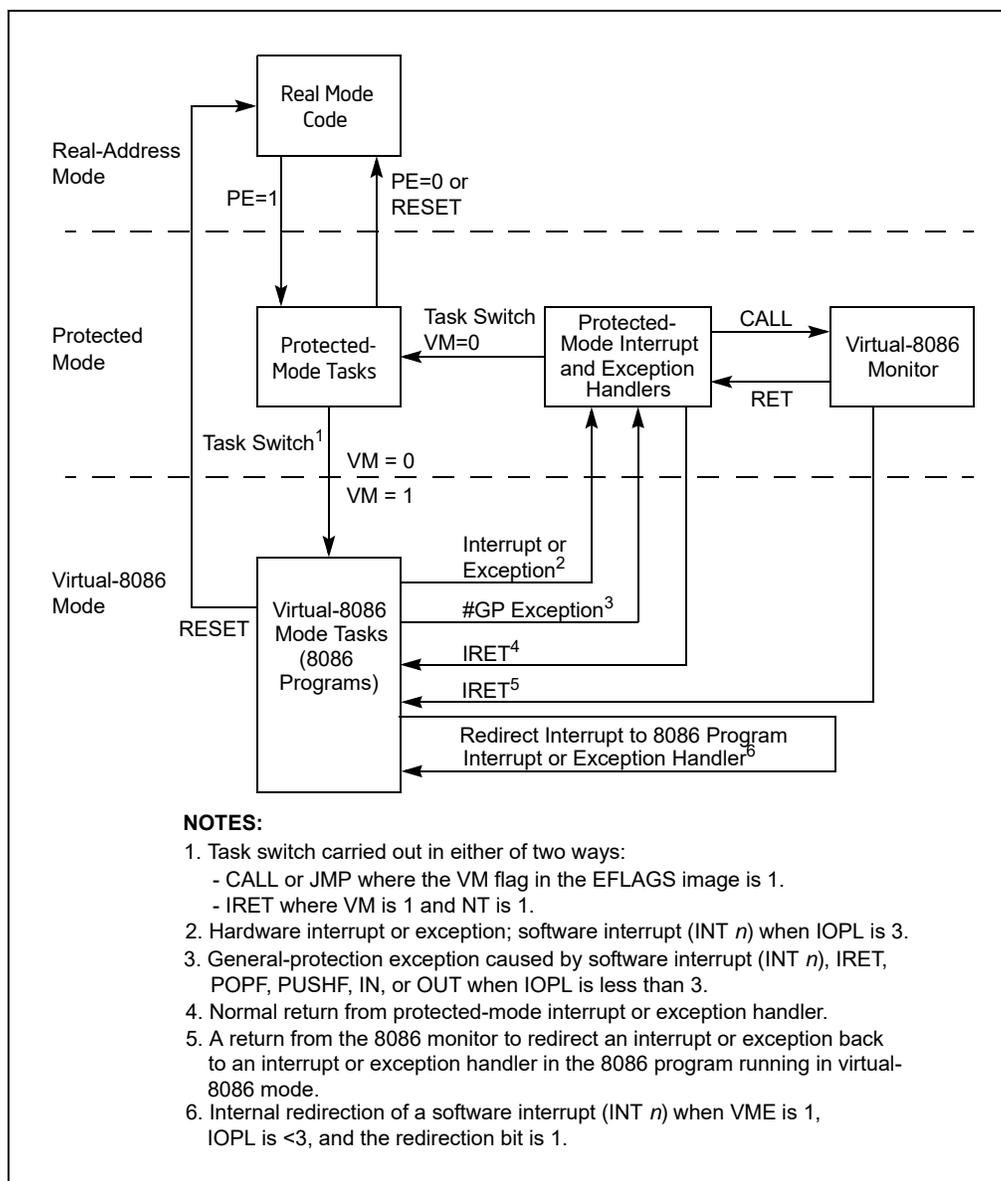 Real Mode
Code
Real-Address
Mode
PE=1
PE=0 or
RESET
Protected
Mode
Protected-
Mode Tasks
Task Switch
VM=0
Protected-
Mode Interrupt
and Exception
Handlers
CALL
RET
Virtual-8086
Monitor
Task Switch1
VM = 0
VM = 1
Virtual-8086
Mode
RESET
Virtual-8086
Mode Tasks
(8086
Programs)
Interrupt or
Exception2
#GP Exception3
IRET4
IRET5
Redirect Interrupt to 8086 Program
Interrupt or Exception Handler6
NOTES:
1. Task switch carried out in either of two ways:
- CALL or JMP where the VM flag in the EFLAGS image is 1.
- IRET where VM is 1 and NT is 1.
2. Hardware interrupt or exception; software interrupt (INT n) when IOPL is 3.
3. General-protection exception caused by software interrupt (INT n), IRET,
POPF, PUSHF, IN, or OUT when IOPL is less than 3.
4. Normal return from protected-mode interrupt or exception handler.
5. A return from the 8086 monitor to redirect an interrupt or exception back
to an interrupt or exception handler in the 8086 program running in virtual-
8086 mode.
6. Internal redirection of a software interrupt (INT n) when VME is 1,
IOPL is <3, and the redirection bit is 1.